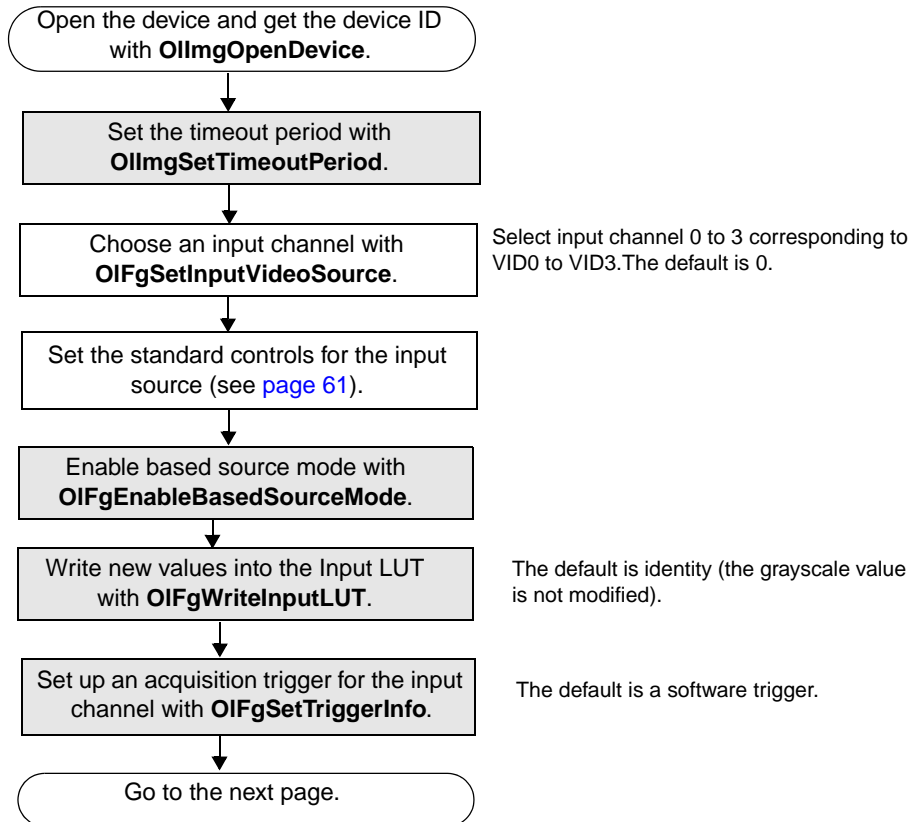 Open the device and get the device ID
with OlImgOpenDevice.
Set the timeout period with
OlImgSetTimeoutPeriod.
Choose an input channel with
OlFgSetInputVideoSource.
Select input channel 0 to 3 corresponding to
VID0 to VID3.The default is 0.
Set the standard controls for the input
source (see page 61).
Enable based source mode with
OlFgEnableBasedSourceMode.
Write new values into the Input LUT
with OlFgWriteInputLUT.
The default is identity (the grayscale value
is not modified).
Set up an acquisition trigger for the input
channel with OlFgSetTriggerInfo.
The default is a software trigger.
Go to the next page.